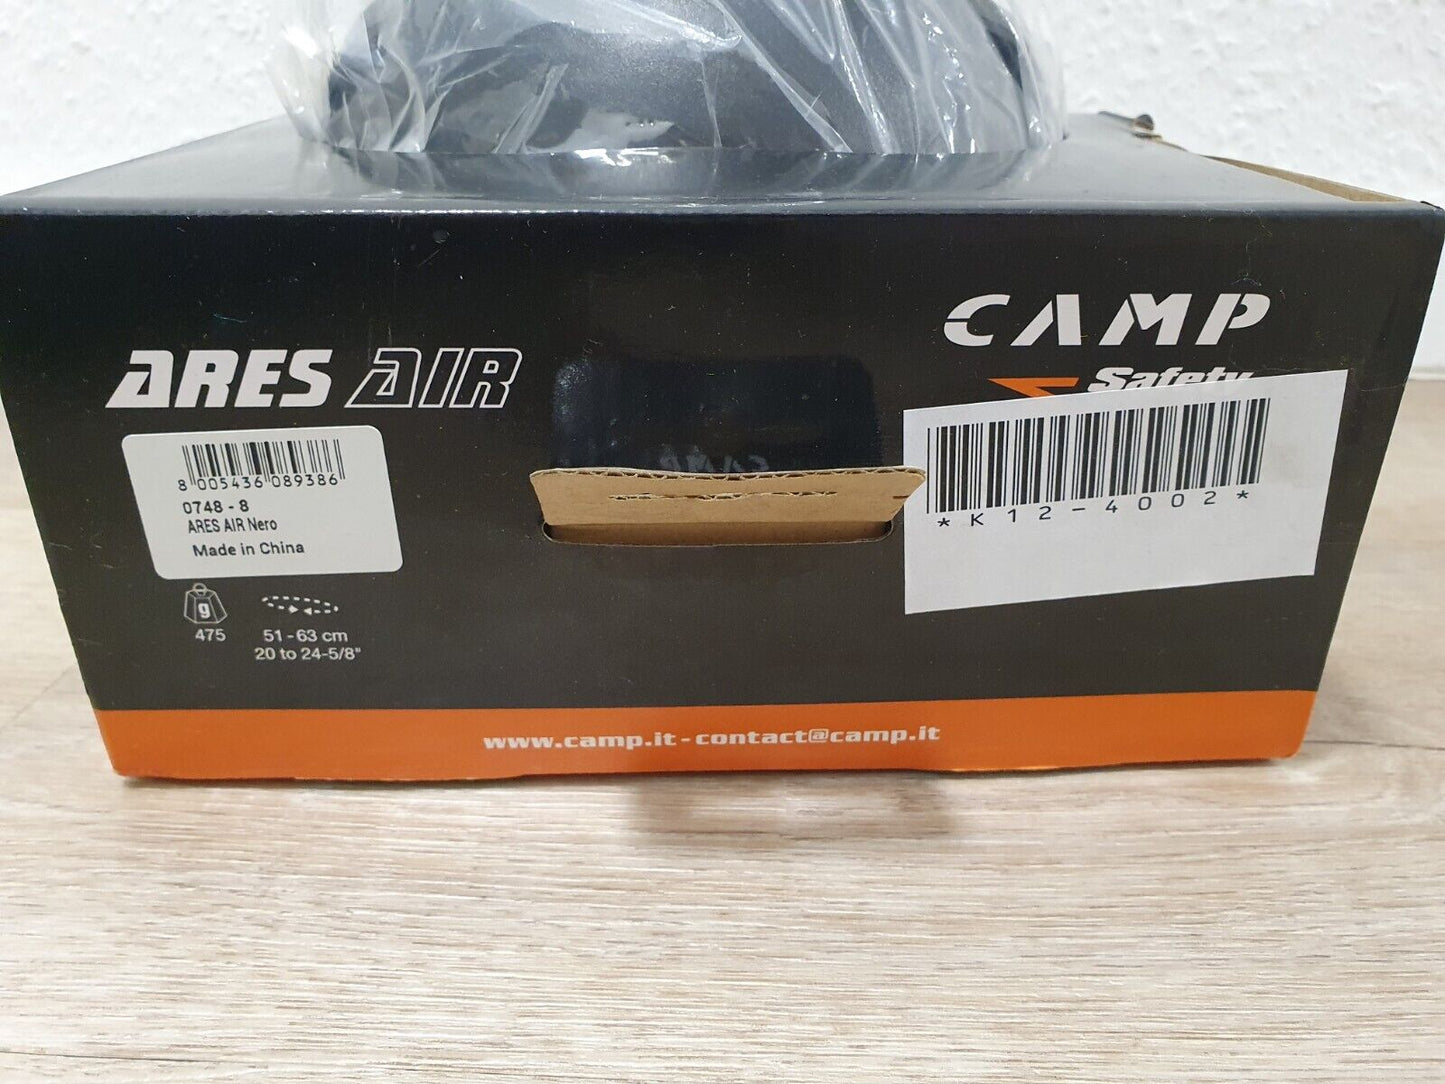 ARES AIR
CAMP
Safety
8 005436 089386
0748 - 8
ARES AIR Nero
Made in China
*K12-4002*
CAMP
g
475
51 - 63 cm
20 to 24-5/8"
www.camp.it - contact@camp.it